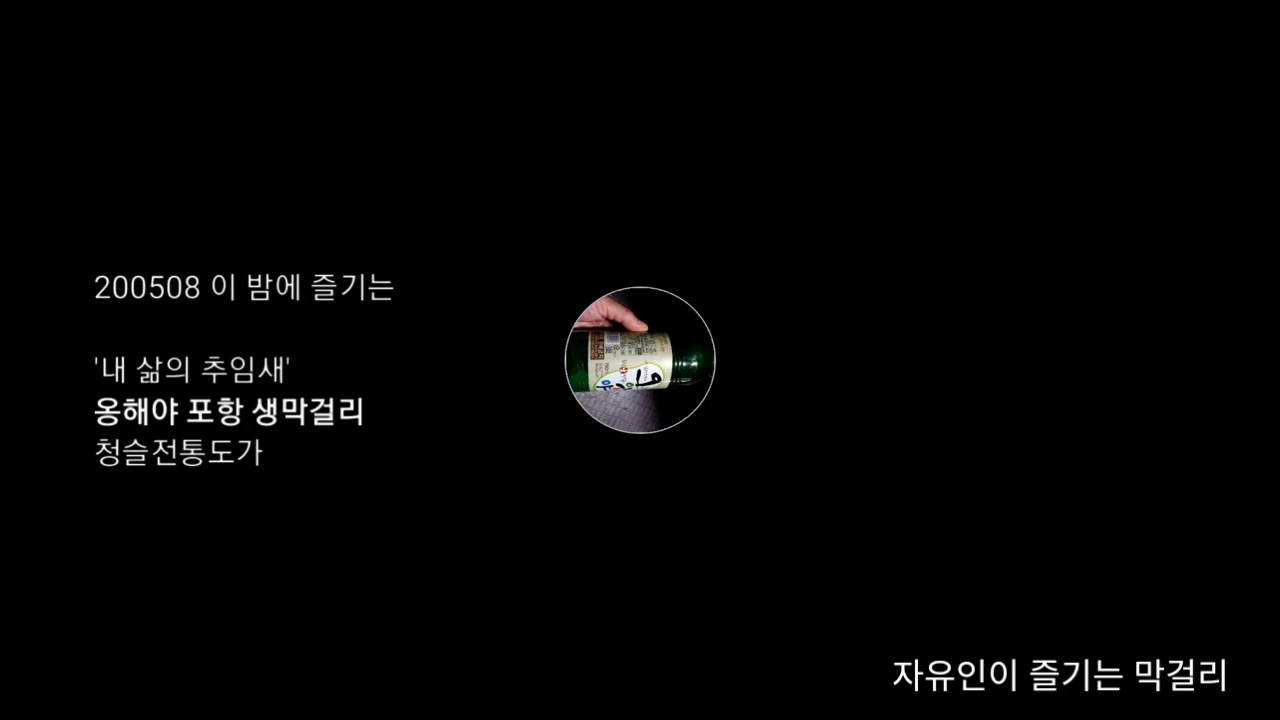 200508 이 밤에 즐기는
'내 삶의 추임새'
옹해야 포항 생막걸리
청슬전통도가
자유인이 즐기는 막걸리